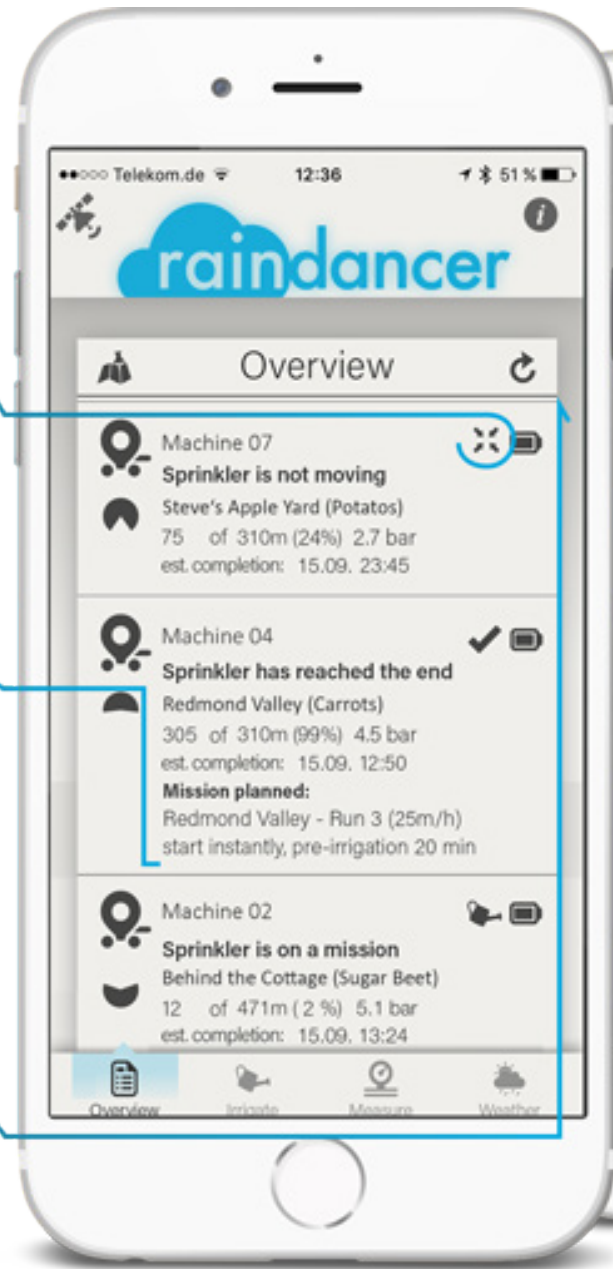 Telekom.de 12:36 51 %
raindancer
Overview
Machine 07
Sprinkler is not moving
Steve's Apple Yard (Potatos)
75 of 310m (24%) 2.7 bar
est. completion: 15.09. 23:45
Machine 04
Sprinkler has reached the end
Redmond Valley (Carrots)
305 of 310m (99%) 4.5 bar
est. completion: 15.09. 12:50
Mission planned:
Redmond Valley - Run 3 (25m/h)
start instantly, pre-irrigation 20 min
Machine 02
Sprinkler is on a mission
Behind the Cottage (Sugar Beet)
12 of 471m ( 2 %) 5.1 bar
est. completion: 15.09. 13:24
Overview Irrigate Measure Weather